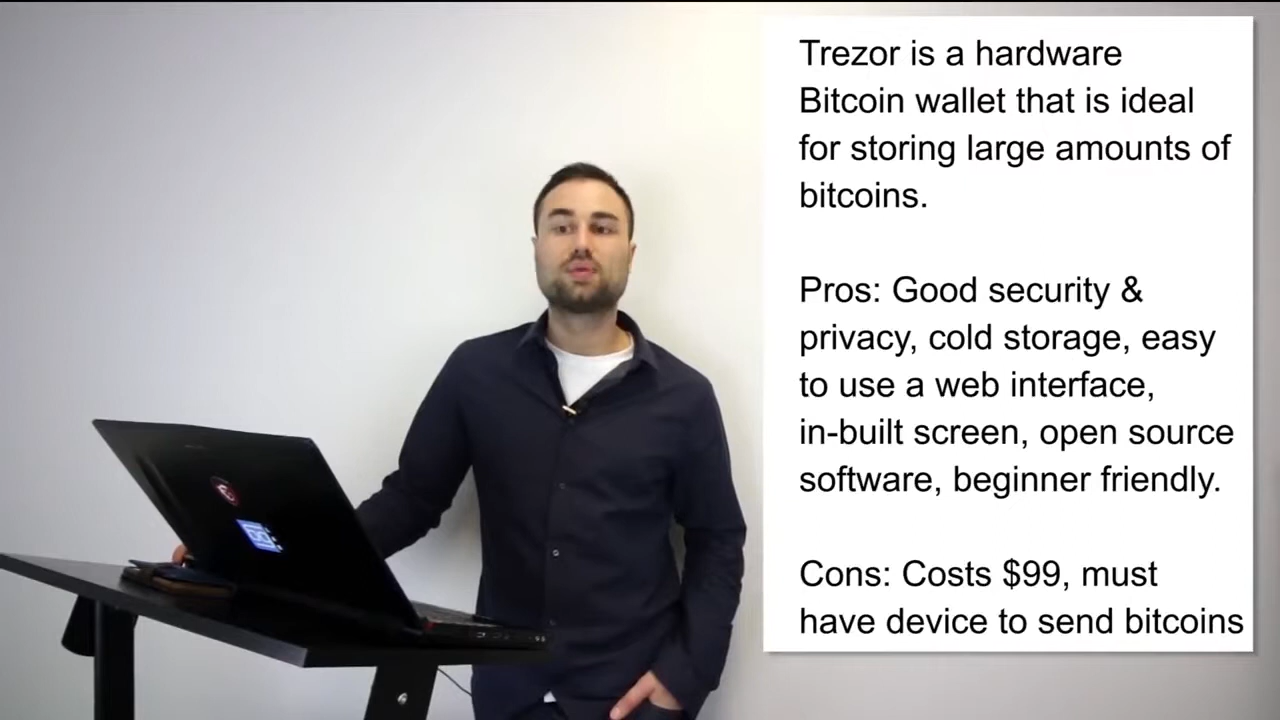 Trezor is a hardware
Bitcoin wallet that is ideal
for storing large amounts of
bitcoins.
Pros: Good security &
privacy, cold storage, easy
to use a web interface,
in-built screen, open source
software, beginner friendly.
Cons: Costs $99, must
have device to send bitcoins